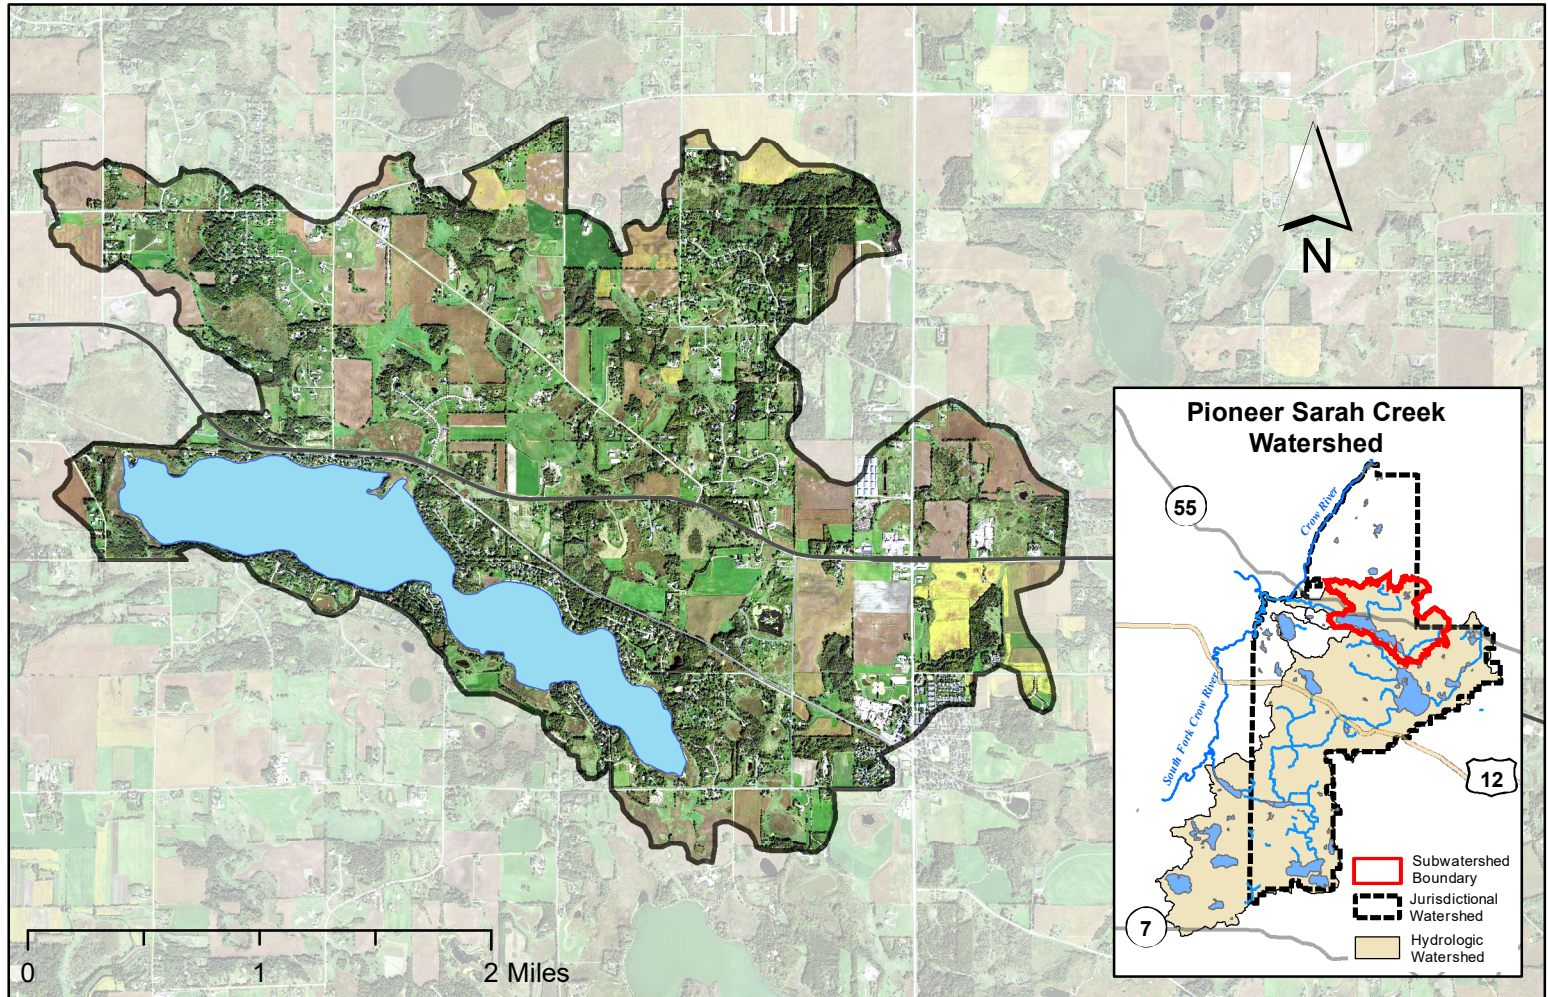 N
Pioneer Sarah Creek
Watershed
55
Crow River
South Fork Crow River
12
7
Subwatershed
Boundary
Jurisdictional
Watershed
Hydrologic
Watershed
0 1 2 Miles